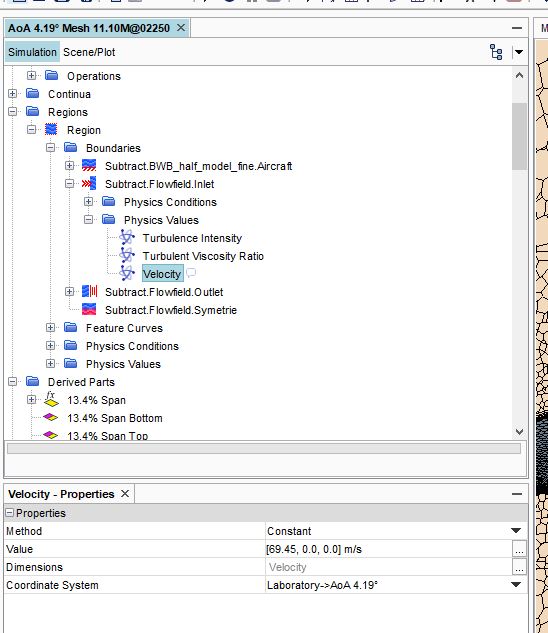 AoA 4.19° Mesh 11.10M@02250
Simulation Scene/Plot
Operations
Continua
Regions
Region
Boundaries
Subtract.BWB_half_model_fine.Aircraft
Subtract.Flowfield.Inlet
Physics Conditions
Physics Values
Turbulence Intensity
Turbulent Viscosity Ratio
Velocity
Subtract.Flowfield.Outlet
Subtract.Flowfield.Symetrie
Feature Curves
Physics Conditions
Physics Values
Derived Parts
13.4% Span
13.4% Span Bottom
13.4% Span Top
Velocity - Properties
Properties
Method Constant
Value [69.45, 0.0, 0.0] m/s
Dimensions Velocity
Coordinate System Laboratory->AoA 4.19°